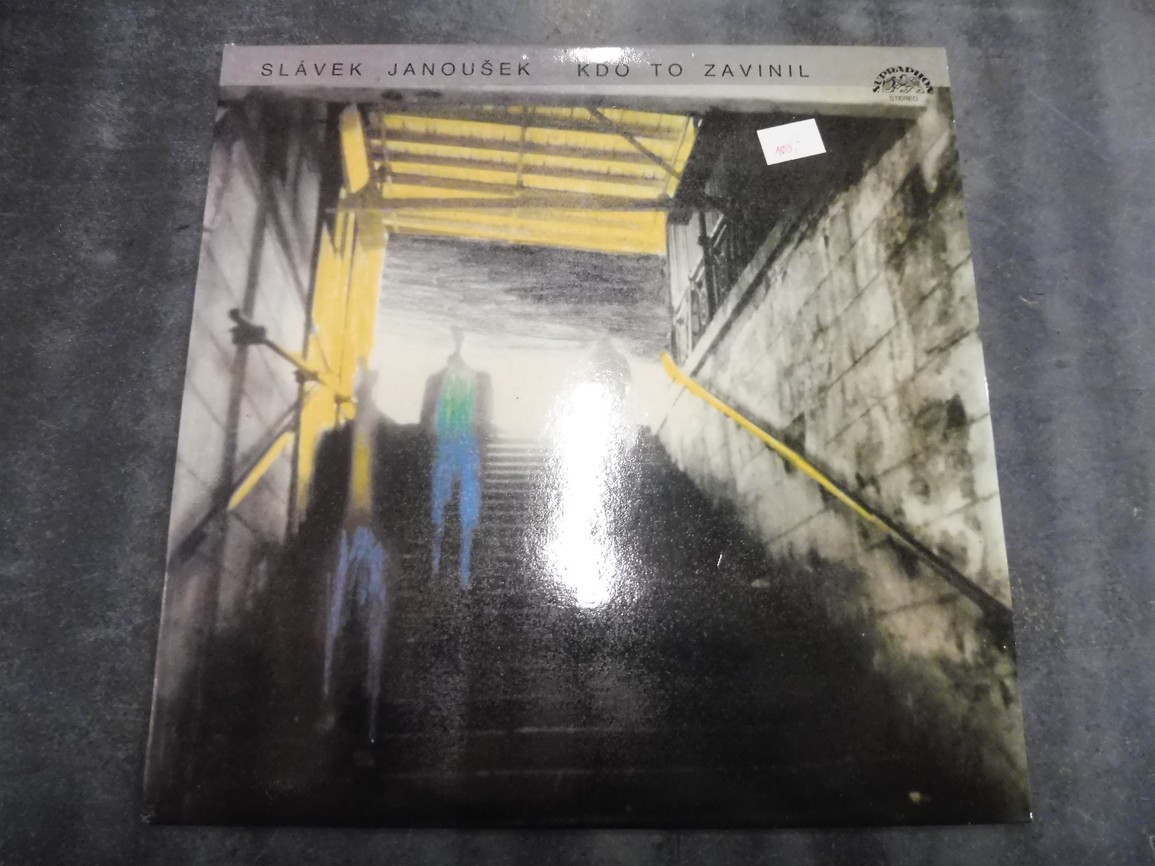 SLÁVEK JANOUŠEK KDO TO ZAVINIL
SUPRAPHON
STEREO